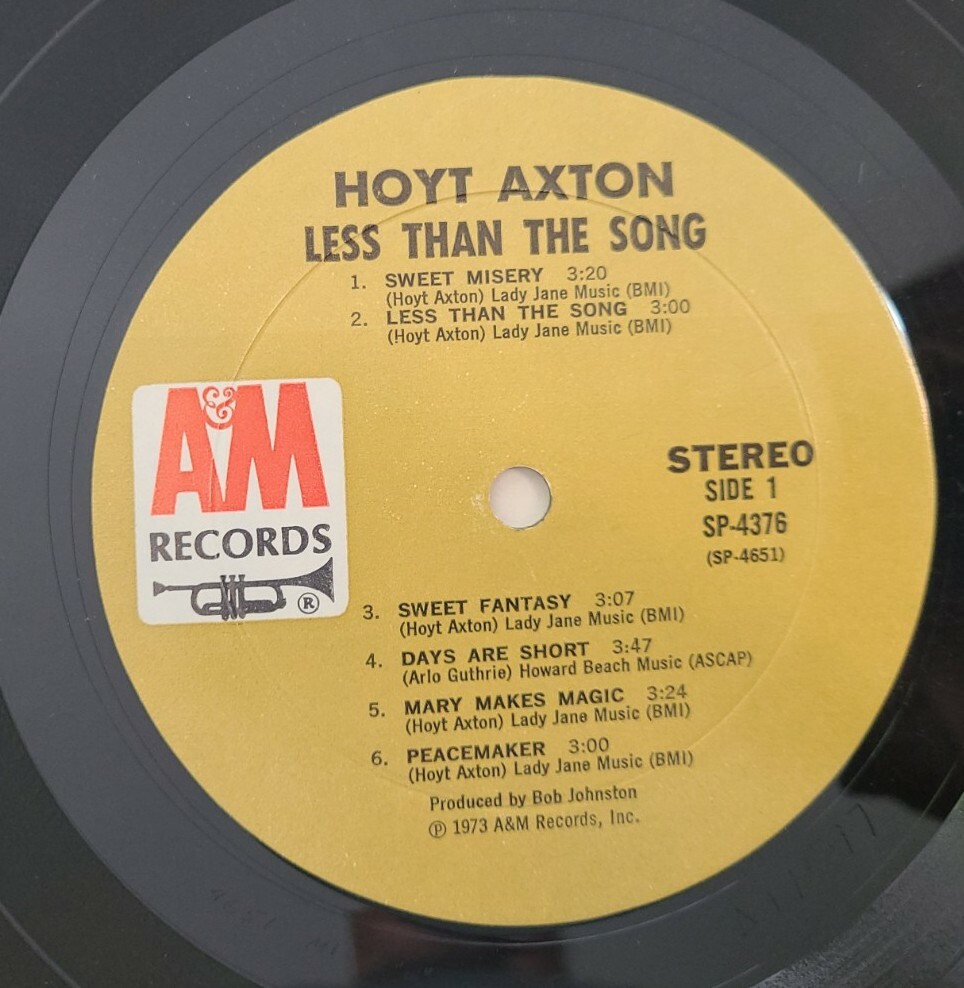 HOYT AXTON
LESS THAN THE SONG
1. SWEET MISERY 3:20
(Hoyt Axton) Lady Jane Music (BMI)
2. LESS THAN THE SONG 3:00
(Hoyt Axton) Lady Jane Music (BMI)
A&M
RECORDS
®
STEREO
SIDE 1
SP-4376
(SP-4651)
3. SWEET FANTASY 3:07
(Hoyt Axton) Lady Jane Music (BMI)
4. DAYS ARE SHORT 3:47
(Arlo Guthrie) Howard Beach Music (ASCAP)
5. MARY MAKES MAGIC 3:24
(Hoyt Axton) Lady Jane Music (BMI)
6. PEACEMAKER 3:00
(Hoyt Axton) Lady Jane Music (BMI)
Produced by Bob Johnston
℗ 1973 A&M Records, Inc.